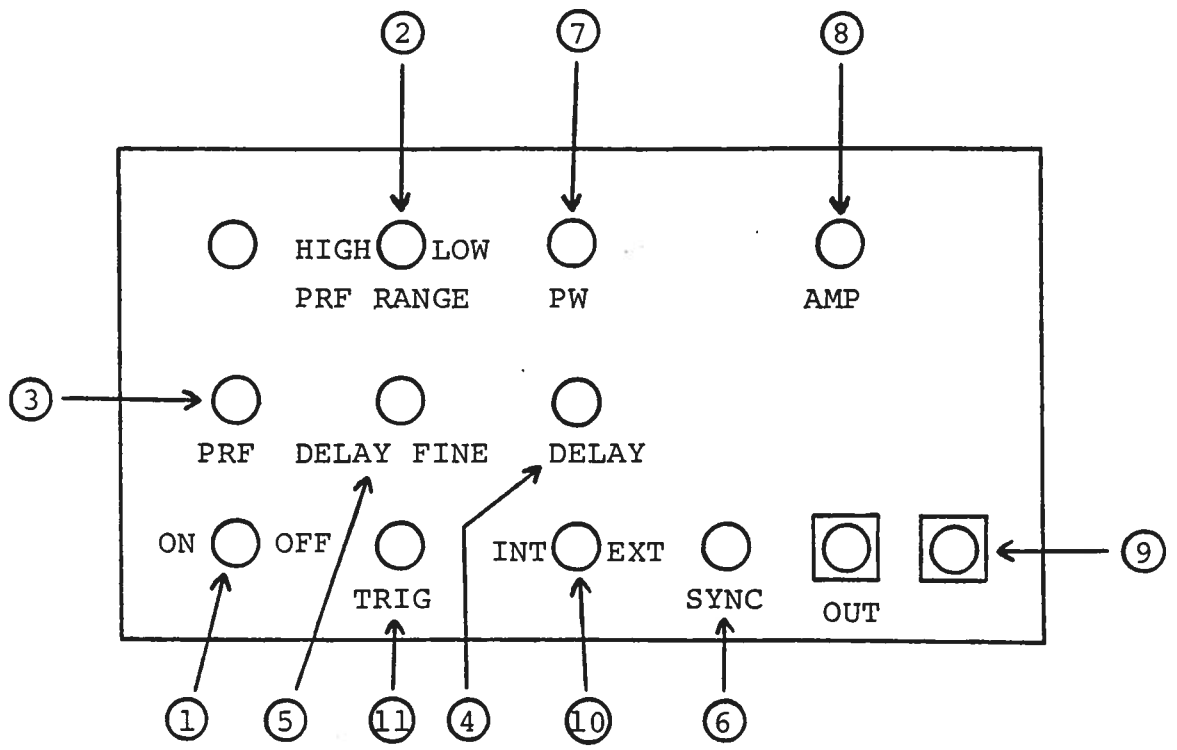 2 7 8
HIGH LOW
PRF RANGE PW AMP
3
PRF DELAY FINE DELAY
ON OFF INT EXT
9
TRIG SYNC OUT
1 5 11 4 10 6